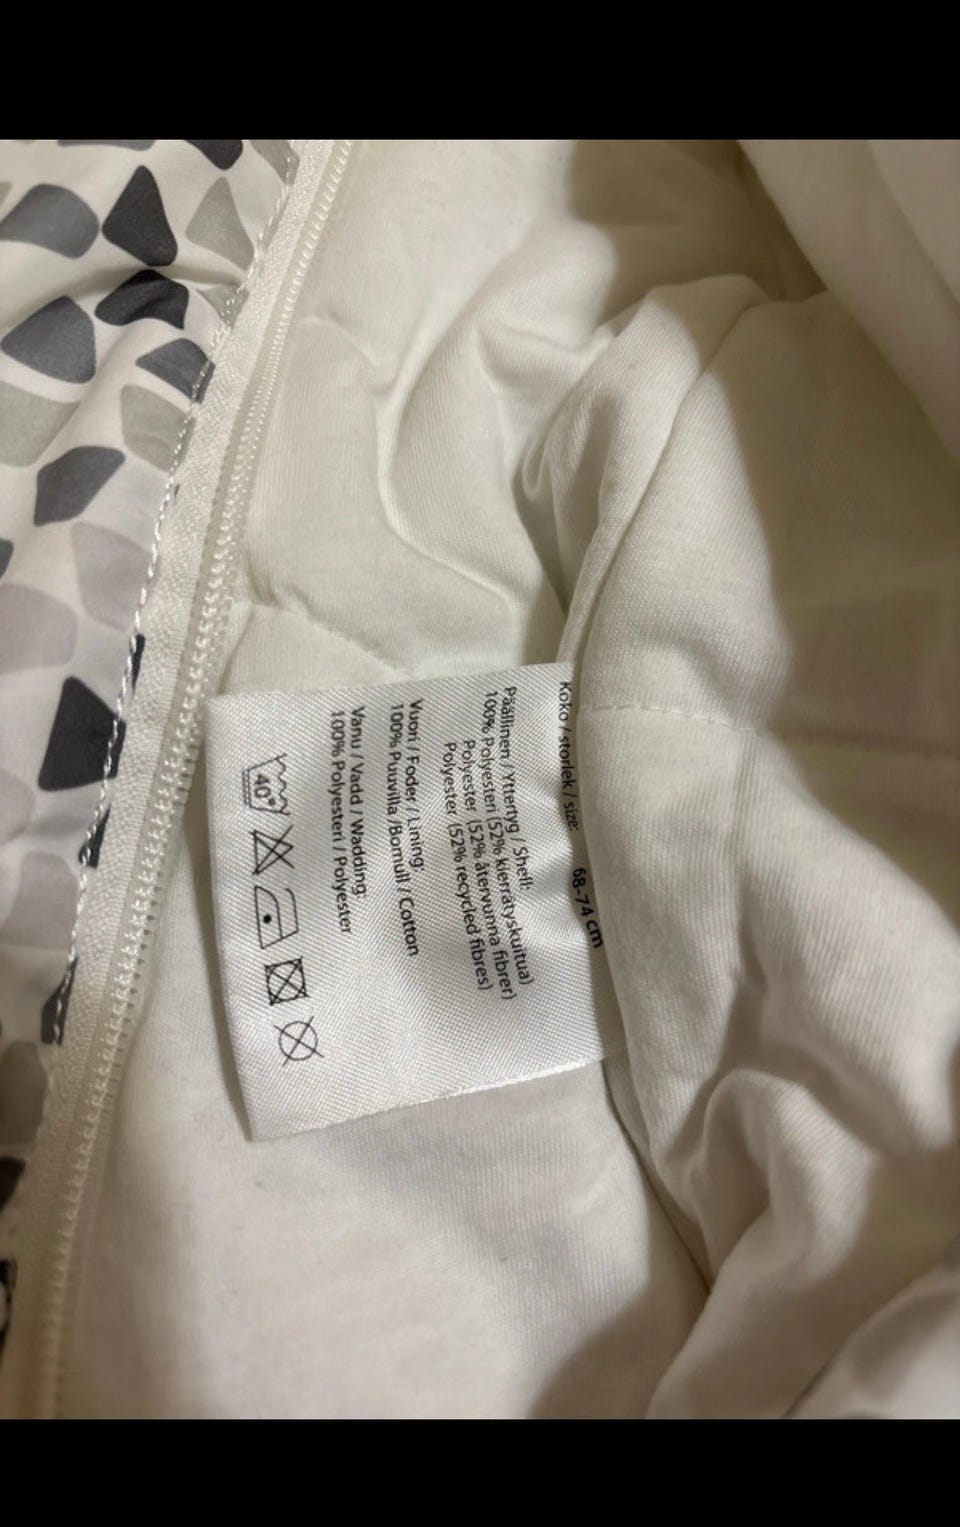 Koko / storlek / size:
68-74 cm
Päällinen / Yttertyg / Shell:
100% Polyesteri (52% kierrätyskuitua)
Polyester (52% återvunna fibrer)
Polyester (52% recycled fibres)
Vuori / Foder / Lining:
100% Puuvilla /Bomull / Cotton
Vanu / Vadd / Wadding:
100% Polyesteri / Polyester
40°